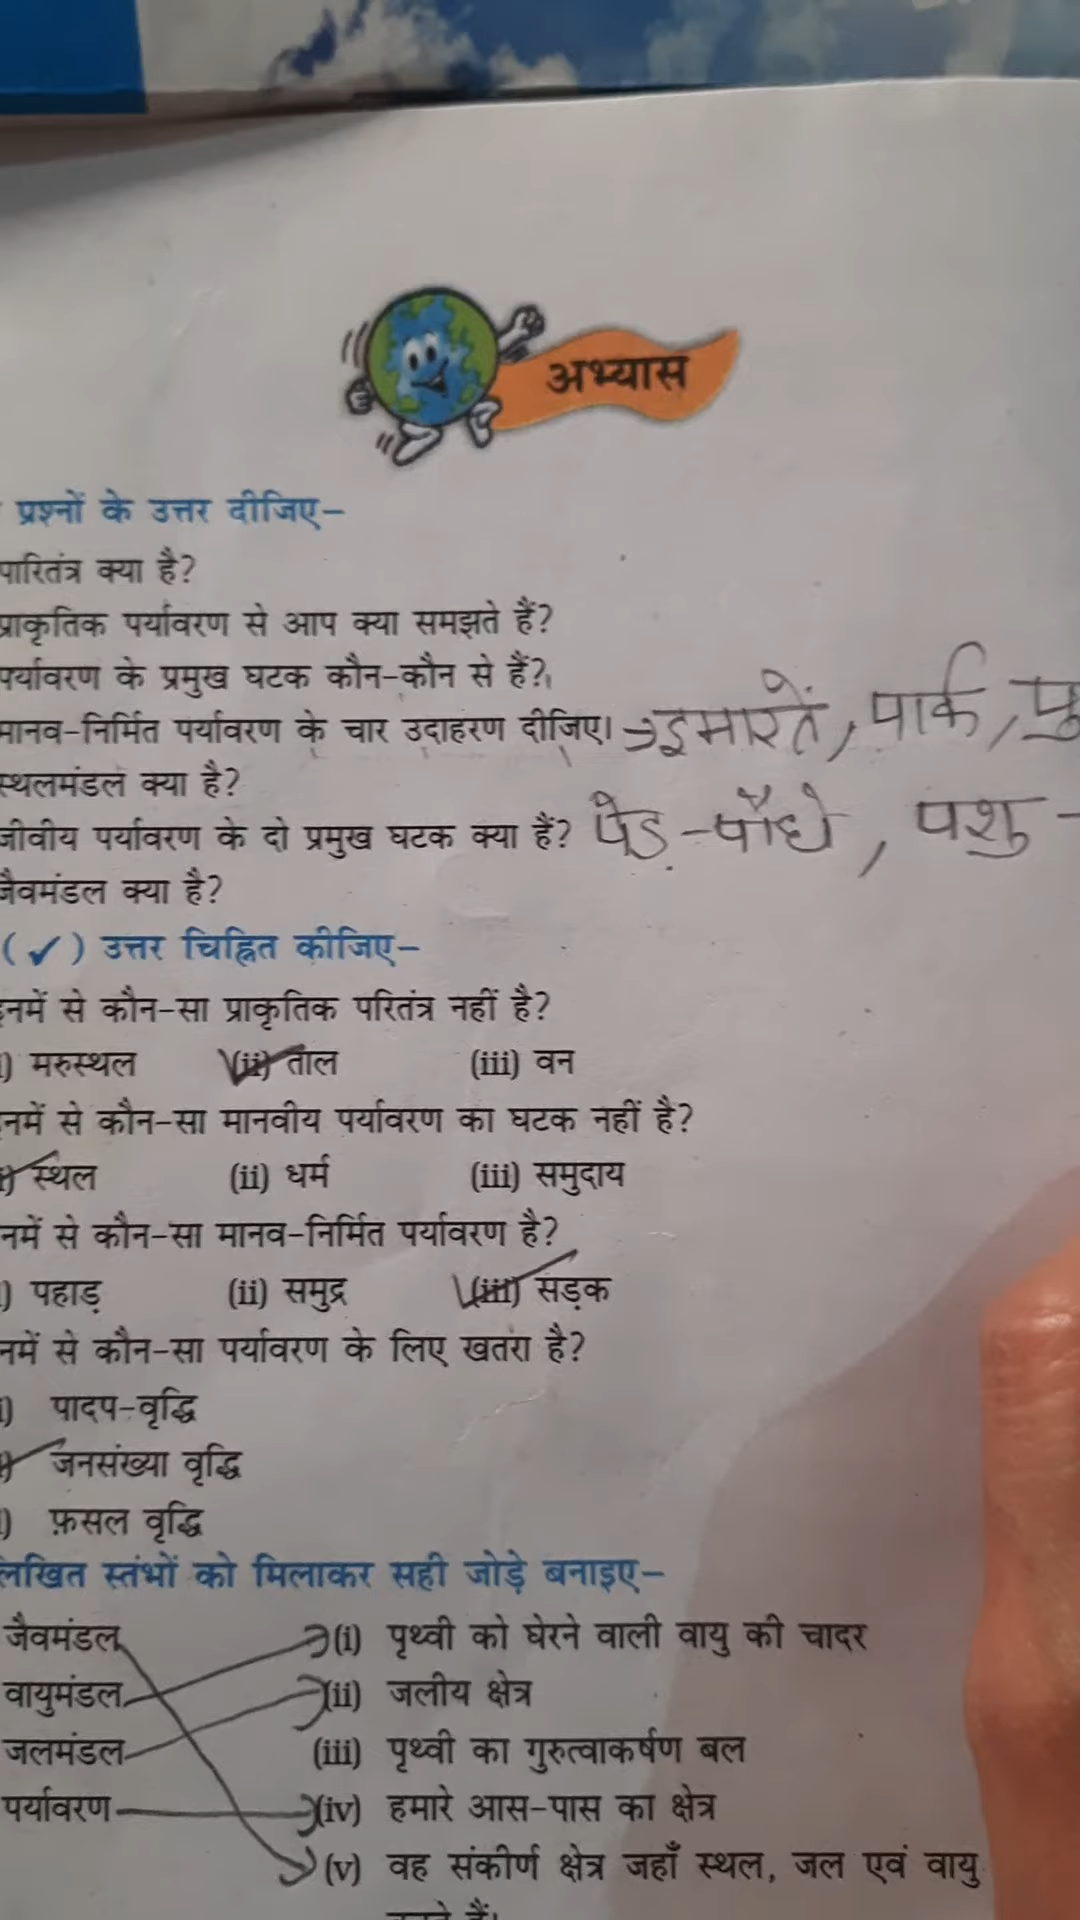 अभ्यास
प्रश्नों के उत्तर दीजिए–
पारितंत्र क्या है?
प्राकृतिक पर्यावरण से आप क्या समझते हैं?
पर्यावरण के प्रमुख घटक कौन-कौन से हैं?
मानव-निर्मित पर्यावरण के चार उदाहरण दीजिए। → इमारतें, पार्क,
स्थलमंडल क्या है?
जीवीय पर्यावरण के दो प्रमुख घटक क्या हैं? पेड़-पौधे, पशु-
जैवमंडल क्या है?
(✓) उत्तर चिह्नित कीजिए–
इनमें से कौन-सा प्राकृतिक परितंत्र नहीं है?
) मरुस्थल (ii) ताल (iii) वन
नमें से कौन-सा मानवीय पर्यावरण का घटक नहीं है?
) स्थल (ii) धर्म (iii) समुदाय
नमें से कौन-सा मानव-निर्मित पर्यावरण है?
) पहाड़ (ii) समुद्र (iii) सड़क
नमें से कौन-सा पर्यावरण के लिए खतरा है?
) पादप-वृद्धि
) जनसंख्या वृद्धि
) फ़सल वृद्धि
लिखित स्तंभों को मिलाकर सही जोड़े बनाइए–
जैवमंडल (i) पृथ्वी को घेरने वाली वायु की चादर
वायुमंडल (ii) जलीय क्षेत्र
जलमंडल (iii) पृथ्वी का गुरुत्वाकर्षण बल
पर्यावरण (iv) हमारे आस-पास का क्षेत्र
(v) वह संकीर्ण क्षेत्र जहाँ स्थल, जल एवं वायु